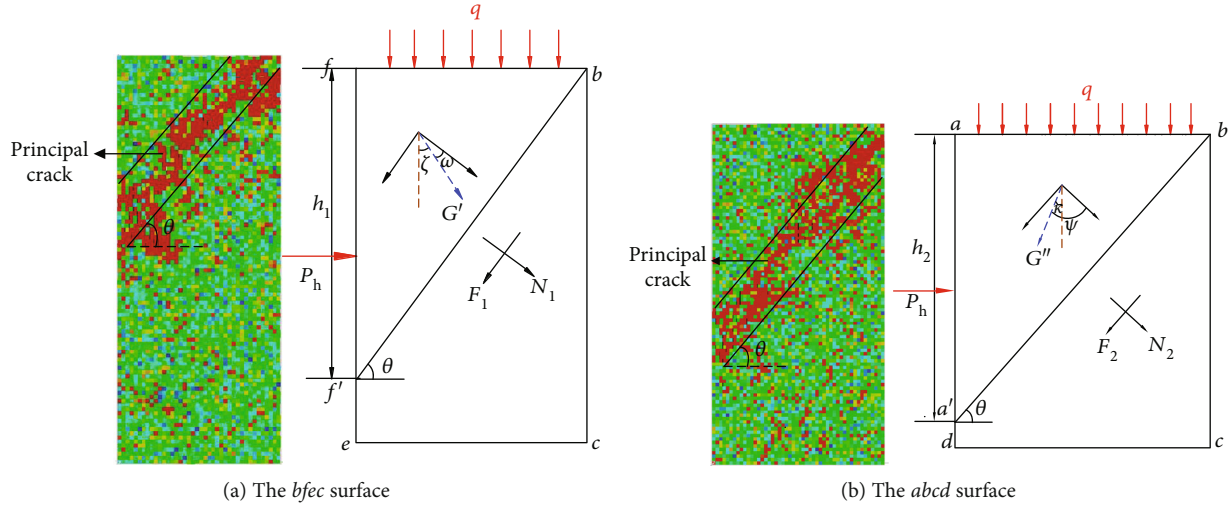 q
f
b
Principal
crack
ζ
ω
G′
h1
θ
Ph
F1
N1
θ
f′
e
c
(a) The bfec surface
q
a
b
Principal
crack
ψ
G″
h2
θ
Ph
F2
N2
a′
θ
d
c
(b) The abcd surface